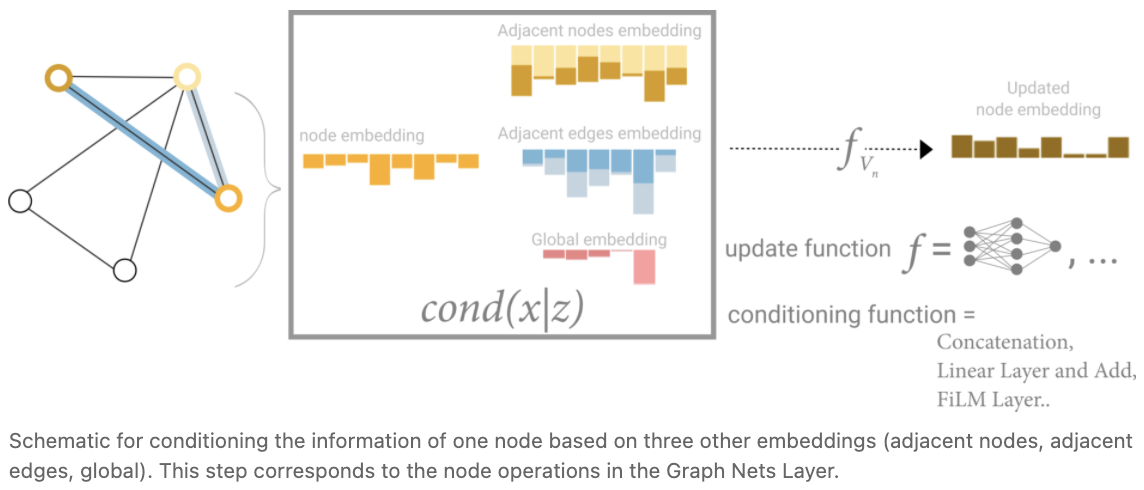 Adjacent nodes embedding
node embedding
Adjacent edges embedding
Global embedding
cond(x|z)
f Vn
Updated
node embedding
update function f = , ...
conditioning function =
Concatenation,
Linear Layer and Add,
FiLM Layer..
Schematic for conditioning the information of one node based on three other embeddings (adjacent nodes, adjacent
edges, global). This step corresponds to the node operations in the Graph Nets Layer.